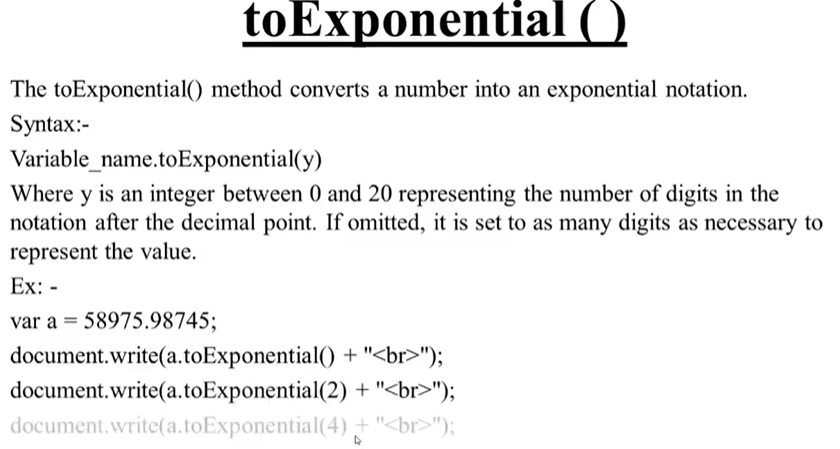 toExponential ()
The toExponential() method converts a number into an exponential notation.
Syntax:-
Variable_name.toExponential(y)
Where y is an integer between 0 and 20 representing the number of digits in the
notation after the decimal point. If omitted, it is set to as many digits as necessary to
represent the value.
Ex: -
var a = 58975.98745;
document.write(a.toExponential() + "<br>");
document.write(a.toExponential(2) + "<br>");
document.write(a.toExponential(4) + "<br>");